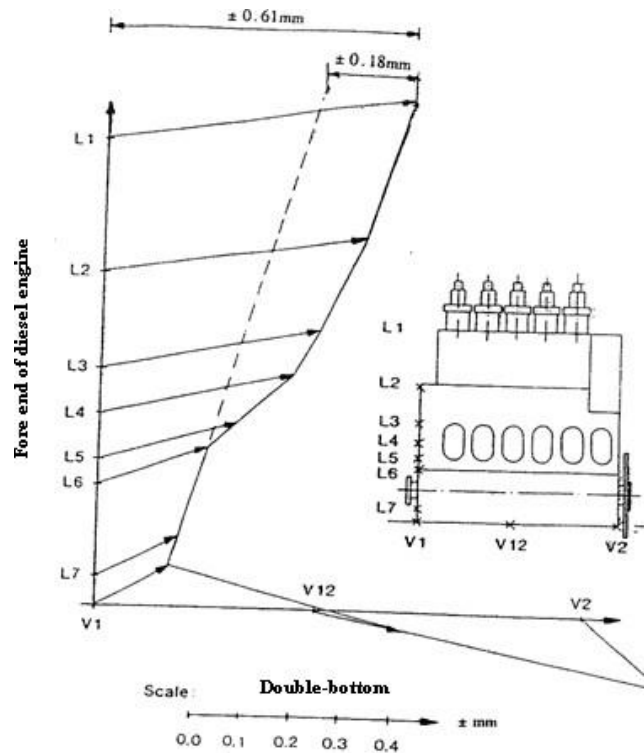 ± 0.61mm
± 0.18mm
L1
L2
L3
L4
L5
L6
L7
Fore end of diesel engine
V1
V12
V2
L1
L2
L3
L4
L5
L6
L7
V1
V12
V2
Double-bottom
Scale:
± mm
0.0 0.1 0.2 0.3 0.4